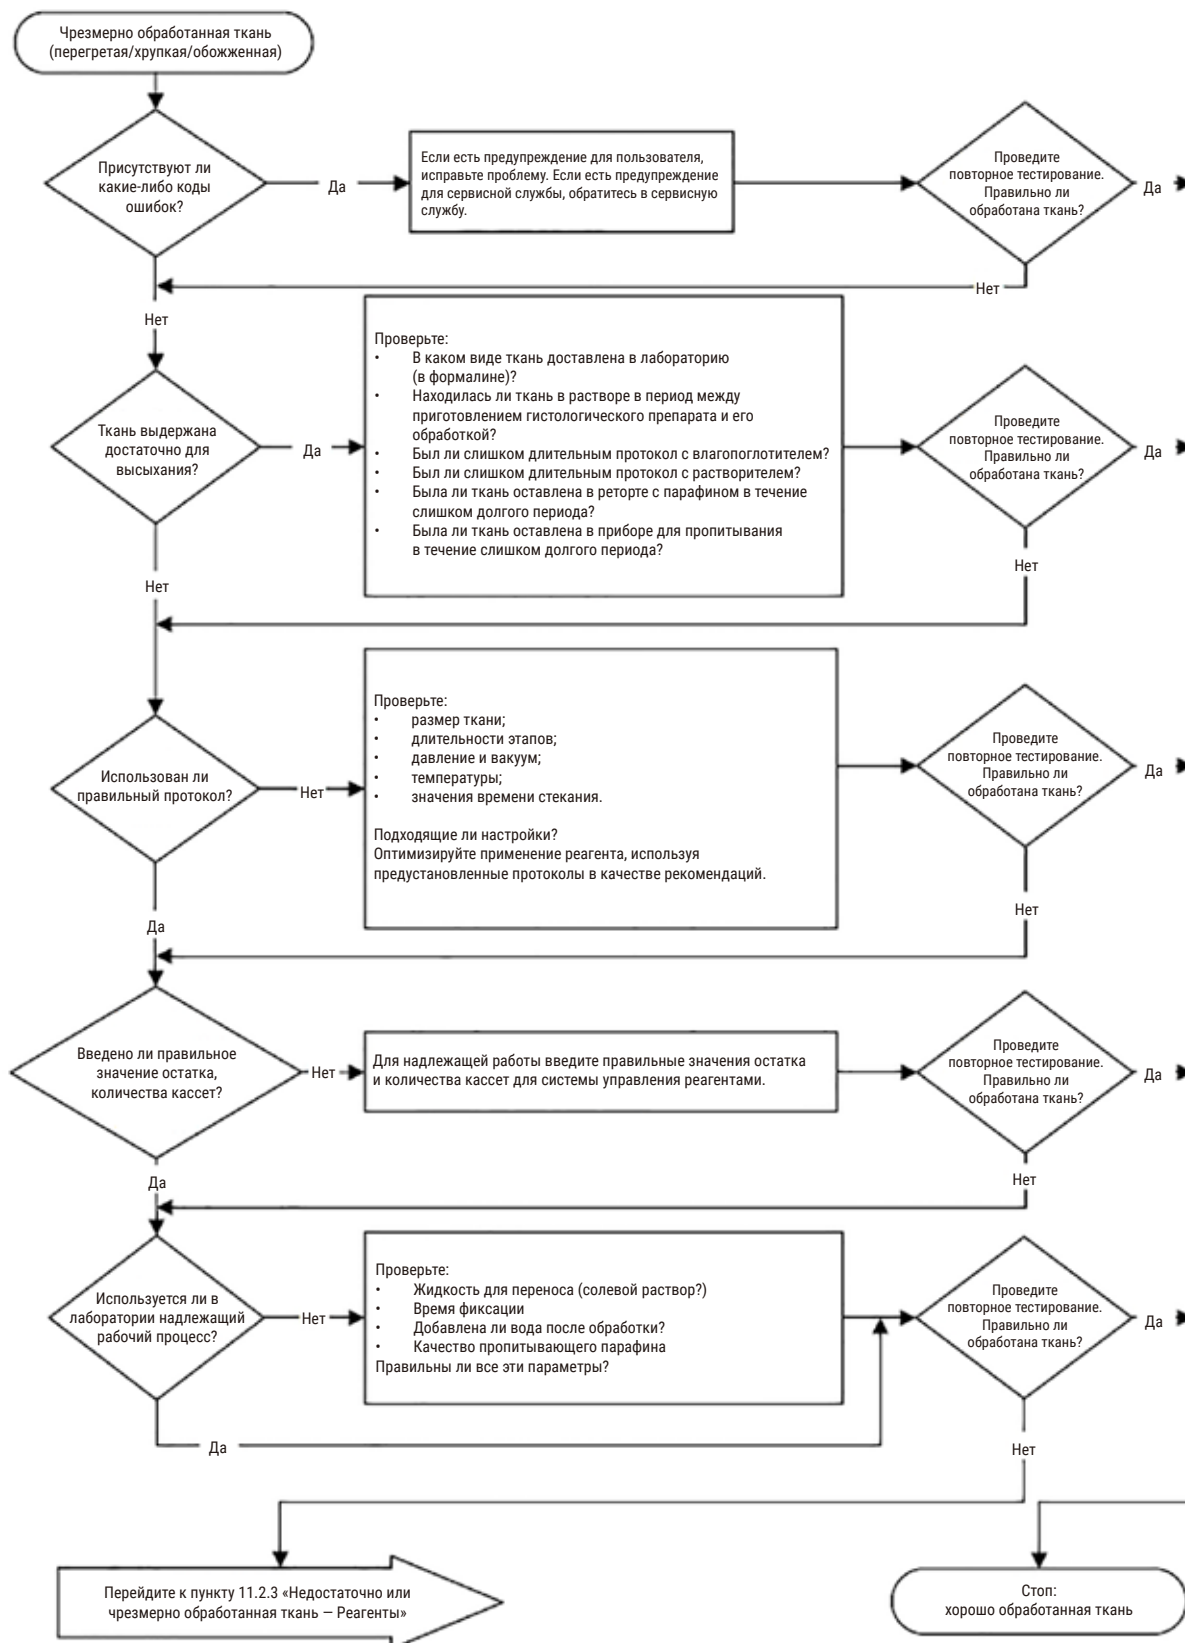 Чрезмерно обработанная ткань
(перегретая/хрупкая/обожженная)
Присутствуют ли
какие-либо коды
ошибок?
Да
Если есть предупреждение для пользователя,
исправьте проблему. Если есть предупреждение
для сервисной службы, обратитесь в сервисную
службу.
Проведите
повторное тестирование.
Правильно ли
обработана ткань?
Да
Нет
Нет
Ткань выдержана
достаточно для
высыхания?
Да
Проверьте:
• В каком виде ткань доставлена в лабораторию
(в формалине)?
• Находилась ли ткань в растворе в период между
приготовлением гистологического препарата и его
обработкой?
• Был ли слишком длительным протокол с влагопоглотителем?
• Был ли слишком длительным протокол с растворителем?
• Была ли ткань оставлена в реторте с парафином в течение
слишком долгого периода?
• Была ли ткань оставлена в приборе для пропитывания
в течение слишком долгого периода?
Проведите
повторное тестирование.
Правильно ли
обработана ткань?
Да
Нет
Нет
Использован ли
правильный протокол?
Нет
Проверьте:
• размер ткани;
• длительности этапов;
• давление и вакуум;
• температуры;
• значения времени стекания.
Подходящие ли настройки?
Оптимизируйте применение реагента, используя
предустановленные протоколы в качестве рекомендаций.
Проведите
повторное тестирование.
Правильно ли
обработана ткань?
Да
Нет
Да
Введено ли правильное
значение остатка,
количества кассет?
Нет
Для надлежащей работы введите правильные значения остатка
и количества кассет для системы управления реагентами.
Проведите
повторное тестирование.
Правильно ли
обработана ткань?
Да
Нет
Да
Используется ли в
лаборатории надлежащий
рабочий процесс?
Нет
Проверьте:
• Жидкость для переноса (солевой раствор?)
• Время фиксации
• Добавлена ли вода после обработки?
• Качество пропитывающего парафина
Правильны ли все эти параметры?
Проведите
повторное тестирование.
Правильно ли
обработана ткань?
Да
Да
Нет
Перейдите к пункту 11.2.3 «Недостаточно или
чрезмерно обработанная ткань — Реагенты»
Стоп:
хорошо обработанная ткань